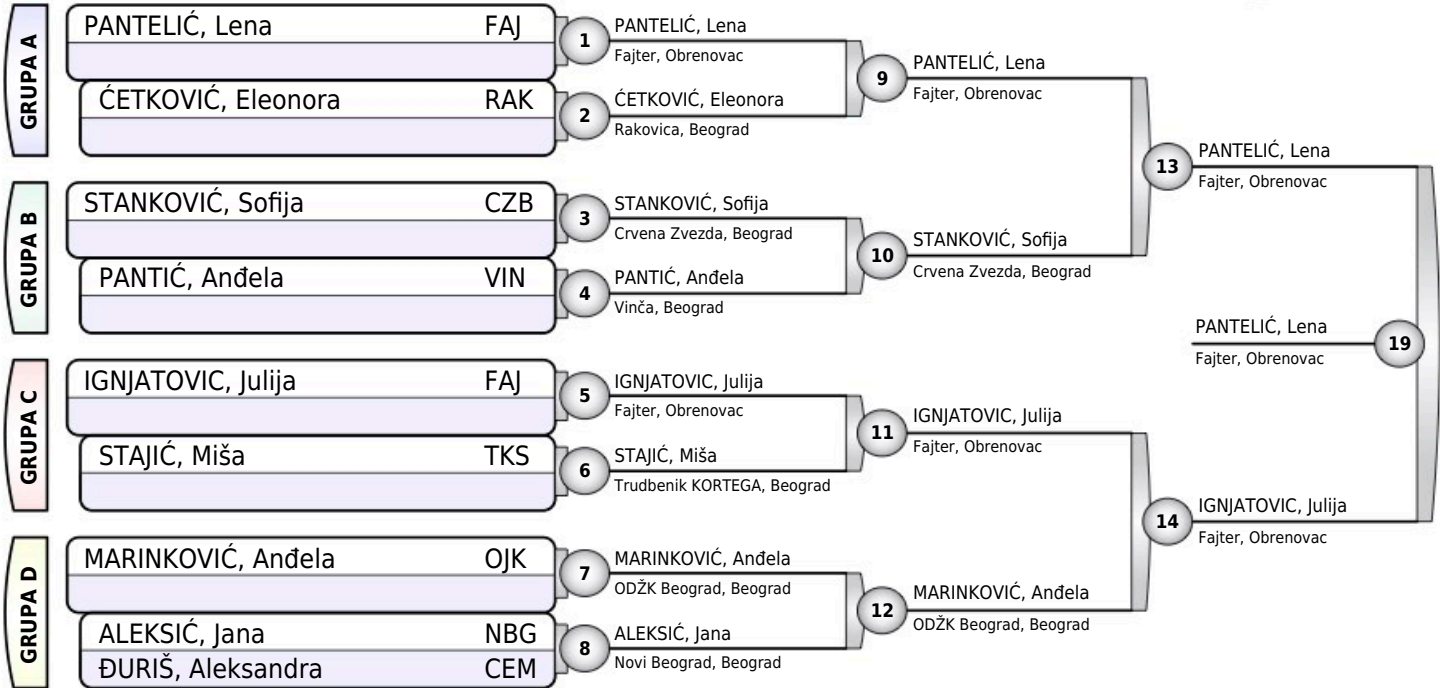 GRUPA A
PANTELIĆ, Lena FAJ
ĆETKOVIĆ, Eleonora RAK
1
PANTELIĆ, Lena
Fajter, Obrenovac
2
ĆETKOVIĆ, Eleonora
Rakovica, Beograd
9
PANTELIĆ, Lena
Fajter, Obrenovac
GRUPA B
STANKOVIĆ, Sofija CZB
PANTIĆ, Anđela VIN
3
STANKOVIĆ, Sofija
Crvena Zvezda, Beograd
4
PANTIĆ, Anđela
Vinča, Beograd
10
STANKOVIĆ, Sofija
Crvena Zvezda, Beograd
13
PANTELIĆ, Lena
Fajter, Obrenovac
GRUPA C
IGNJATOVIC, Julija FAJ
STAJIĆ, Miša TKS
5
IGNJATOVIC, Julija
Fajter, Obrenovac
6
STAJIĆ, Miša
Trudbenik KORTEGA, Beograd
11
IGNJATOVIC, Julija
Fajter, Obrenovac
GRUPA D
MARINKOVIĆ, Anđela OJK
ALEKSIĆ, Jana NBG
ĐURIŠ, Aleksandra CEM
7
MARINKOVIĆ, Anđela
ODŽK Beograd, Beograd
8
ALEKSIĆ, Jana
Novi Beograd, Beograd
12
MARINKOVIĆ, Anđela
ODŽK Beograd, Beograd
14
IGNJATOVIC, Julija
Fajter, Obrenovac
PANTELIĆ, Lena
Fajter, Obrenovac
19